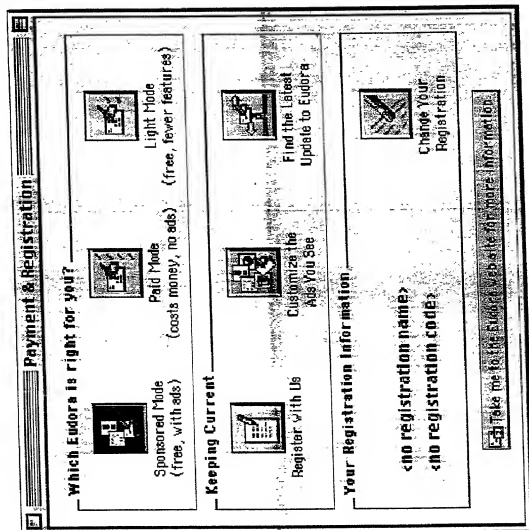 Payment & Registration
Which Eudora is right for you?
Sponsored Mode
(free, with ads)
Paid Mode
(costs money, no ads)
Light Mode
(free, fewer features)
Keeping Current
Register with Us
Customize the
Ads You See
Find the Latest
Update to Eudora
Your Registration Information
<no registration name>
<no registration code>
Change Your
Registration
Take me to the Eudora web site for more information